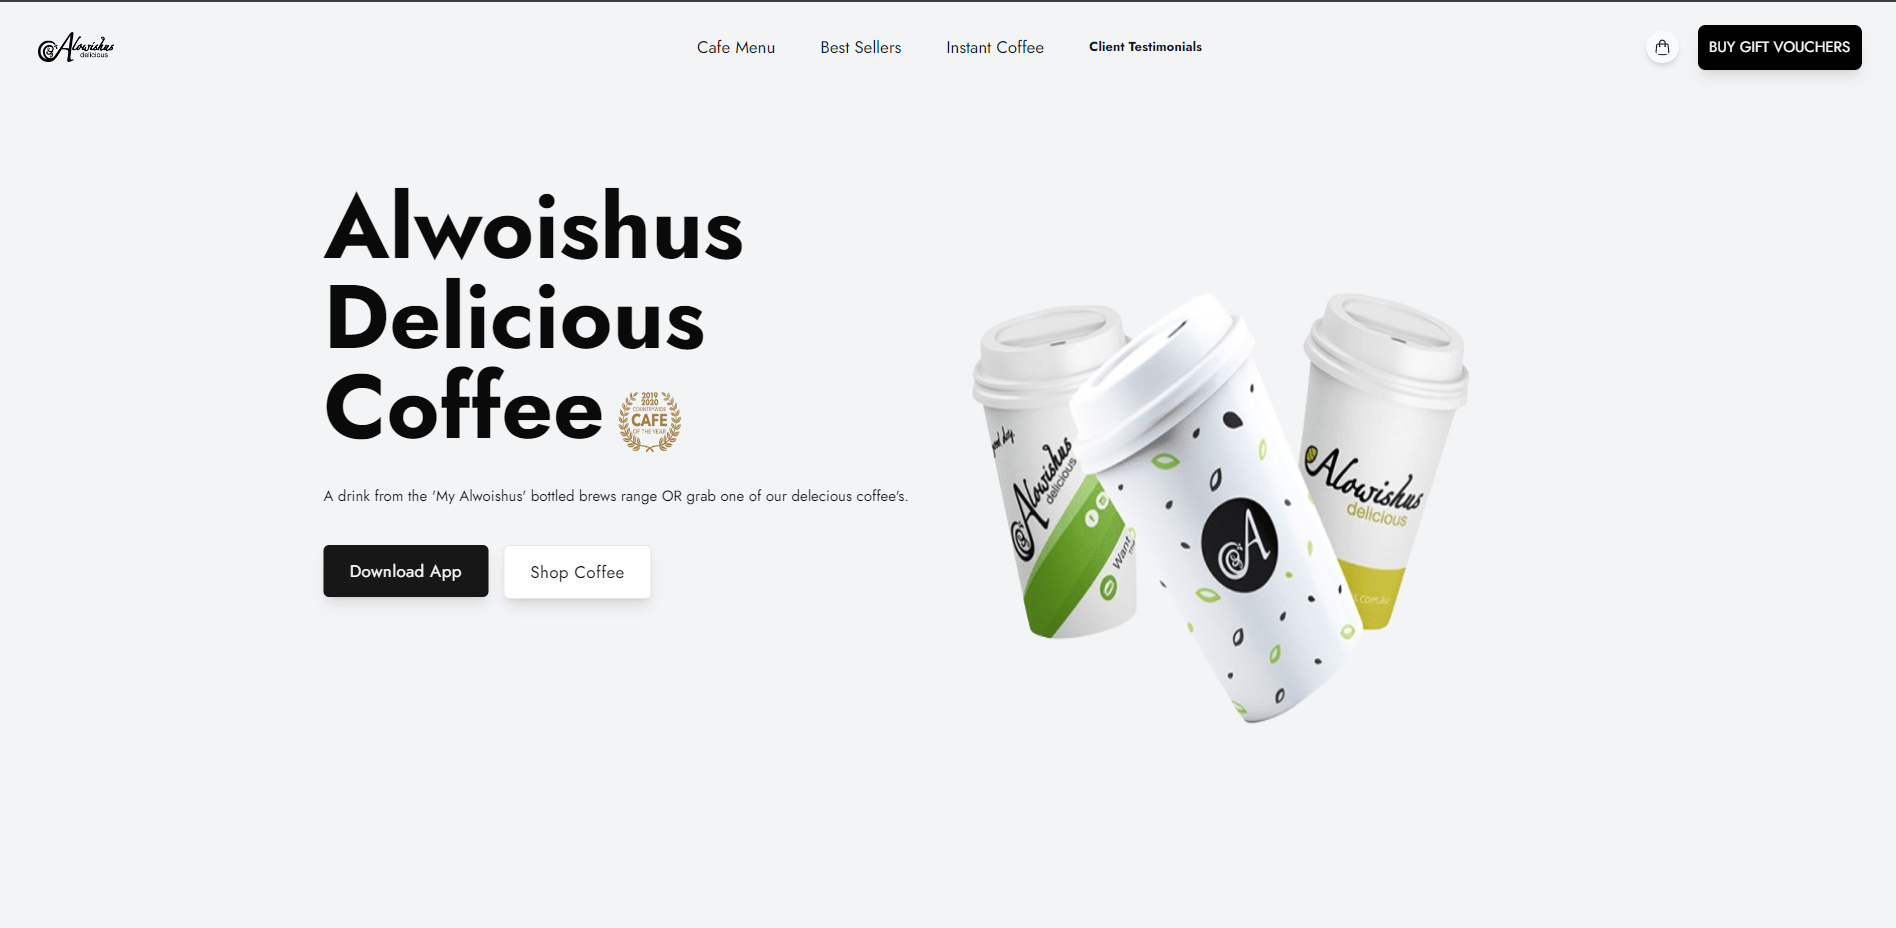 Alowishus
delicious
Cafe Menu
Best Sellers
Instant Coffee
Client Testimonials
BUY GIFT VOUCHERS
Alwoishus
Delicious
Coffee
2019
2020
COUNTRYWIDE
CAFE
OF THE YEAR
A drink from the 'My Alwoishus' bottled brews range OR grab one of our delecious coffee's.
Download App
Shop Coffee
day.
Alowishus
delicious
Want
A
Alowishus
delicious
.com.au